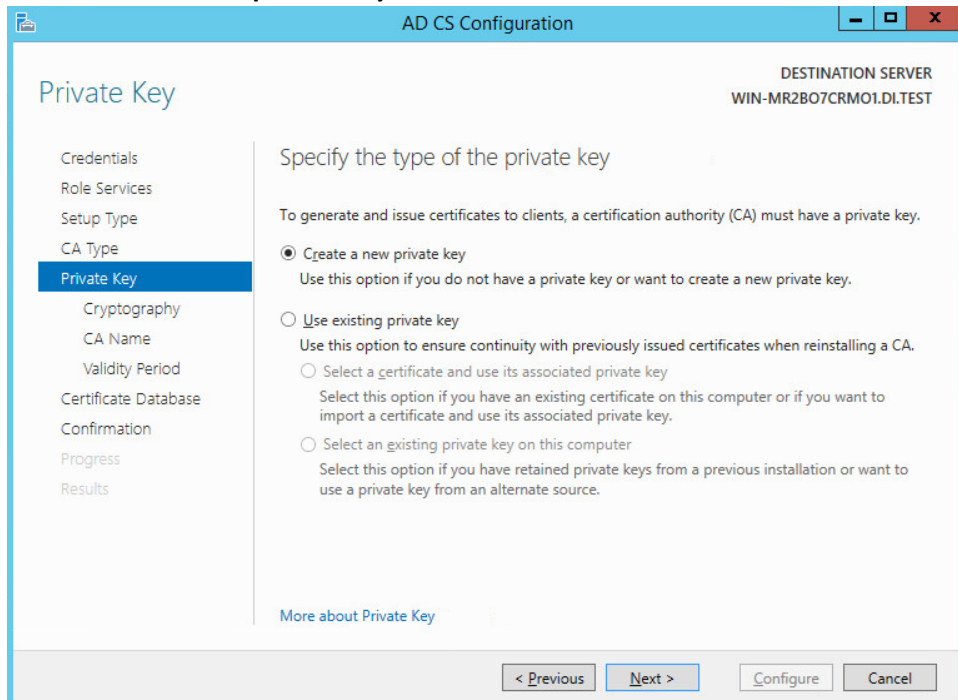 AD CS Configuration
Private Key
DESTINATION SERVER
WIN-MR2BO7CRMO1.DI.TEST
Credentials
Role Services
Setup Type
CA Type
Private Key
Cryptography
CA Name
Validity Period
Certificate Database
Confirmation
Progress
Results
Specify the type of the private key
To generate and issue certificates to clients, a certification authority (CA) must have a private key.
Create a new private key
Use this option if you do not have a private key or want to create a new private key.
Use existing private key
Use this option to ensure continuity with previously issued certificates when reinstalling a CA.
Select a certificate and use its associated private key
Select this option if you have an existing certificate on this computer or if you want to
import a certificate and use its associated private key.
Select an existing private key on this computer
Select this option if you have retained private keys from a previous installation or want to
use a private key from an alternate source.
More about Private Key
< Previous
Next >
Configure
Cancel